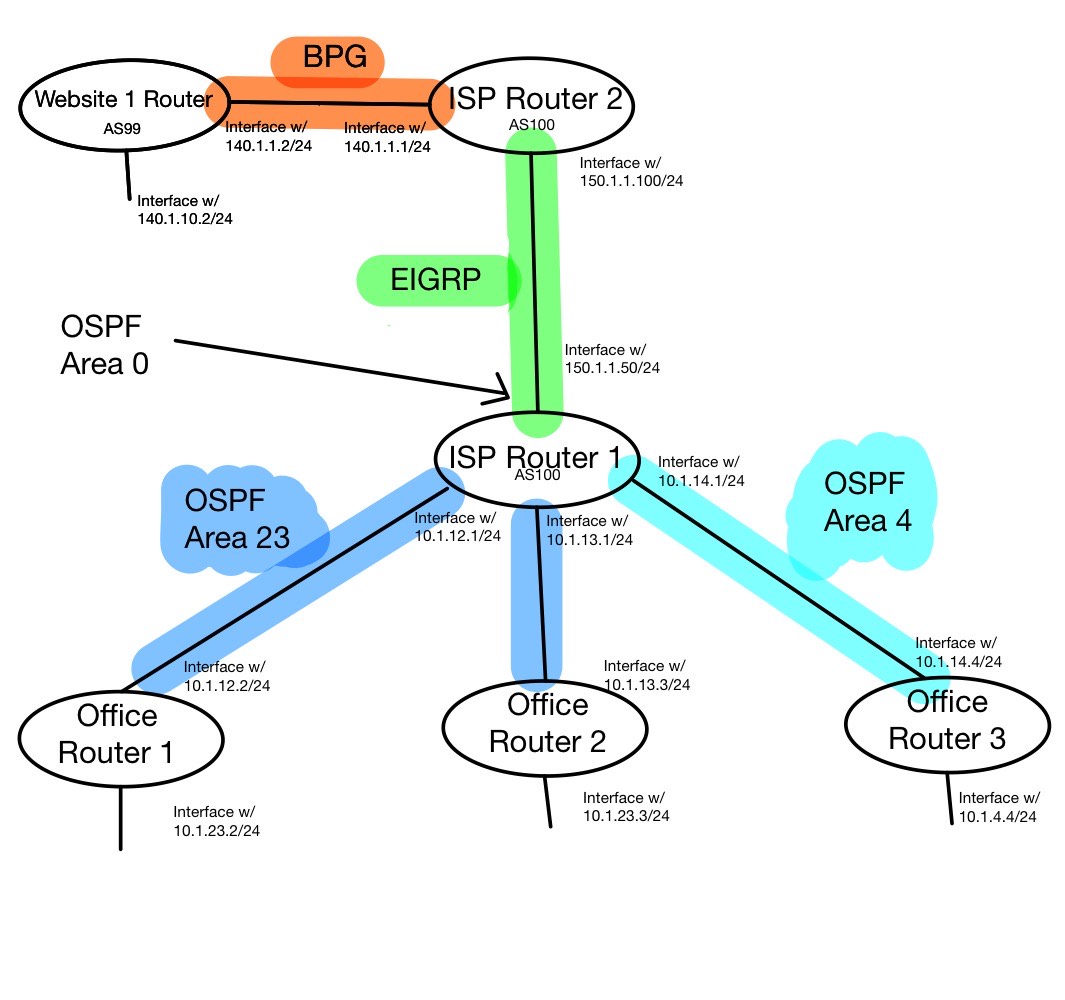 BPG
Website 1 Router
AS99
ISP Router 2
AS100
Interface w/
140.1.1.2/24
Interface w/
140.1.1.1/24
Interface w/
150.1.1.100/24
Interface w/
140.1.10.2/24
EIGRP
OSPF
Area 0
Interface w/
150.1.1.50/24
ISP Router 1
AS100
Interface w/
10.1.14.1/24
OSPF
Area 23
OSPF
Area 4
Interface w/
10.1.12.1/24
Interface w/
10.1.13.1/24
Interface w/
10.1.12.2/24
Interface w/
10.1.13.3/24
Interface w/
10.1.14.4/24
Office
Router 1
Office
Router 2
Office
Router 3
Interface w/
10.1.23.2/24
Interface w/
10.1.23.3/24
Interface w/
10.1.4.4/24